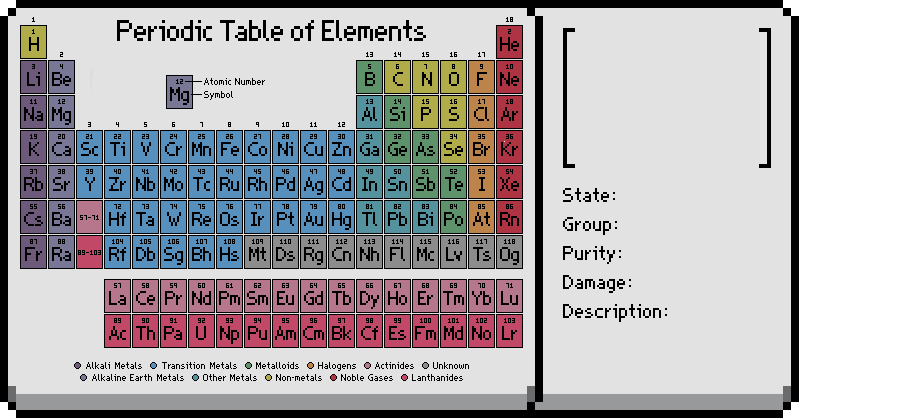 Periodic Table of Elements
1 18
H 2 He
2 13 14 15 16 17
3 4 5 6 7 8 9 10
Li Be B C N O F Ne
12 Mg Atomic Number
Symbol
11 12 13 14 15 16 17 18
Na Mg Al Si P S Cl Ar
3 4 5 6 7 8 9 10 11 12
19 20 21 22 23 24 25 26 27 28 29 30 31 32 33 34 35 36
K Ca Sc Ti V Cr Mn Fe Co Ni Cu Zn Ga Ge As Se Br Kr
37 38 39 40 41 42 43 44 45 46 47 48 49 50 51 52 53 54
Rb Sr Y Zr Nb Mo Tc Ru Rh Pd Ag Cd In Sn Sb Te I Xe
55 56 57-71 72 73 74 75 76 77 78 79 80 81 82 83 84 85 86
Cs Ba Hf Ta W Re Os Ir Pt Au Hg Tl Pb Bi Po At Rn
87 88 89-103 104 105 106 107 108 109 110 111 112 113 114 115 116 117 118
Fr Ra Rf Db Sg Bh Hs Mt Ds Rg Cn Nh Fl Mc Lv Ts Og
57 58 59 60 61 62 63 64 65 66 67 68 69 70 71
La Ce Pr Nd Pm Sm Eu Gd Tb Dy Ho Er Tm Yb Lu
89 90 91 92 93 94 95 96 97 98 99 100 101 102 103
Ac Th Pa U Np Pu Am Cm Bk Cf Es Fm Md No Lr
Alkali Metals Transition Metals Metalloids Halogens Actinides Unknown
Alkaline Earth Metals Other Metals Non-metals Noble Gases Lanthanides
State:
Group:
Purity:
Damage:
Description: